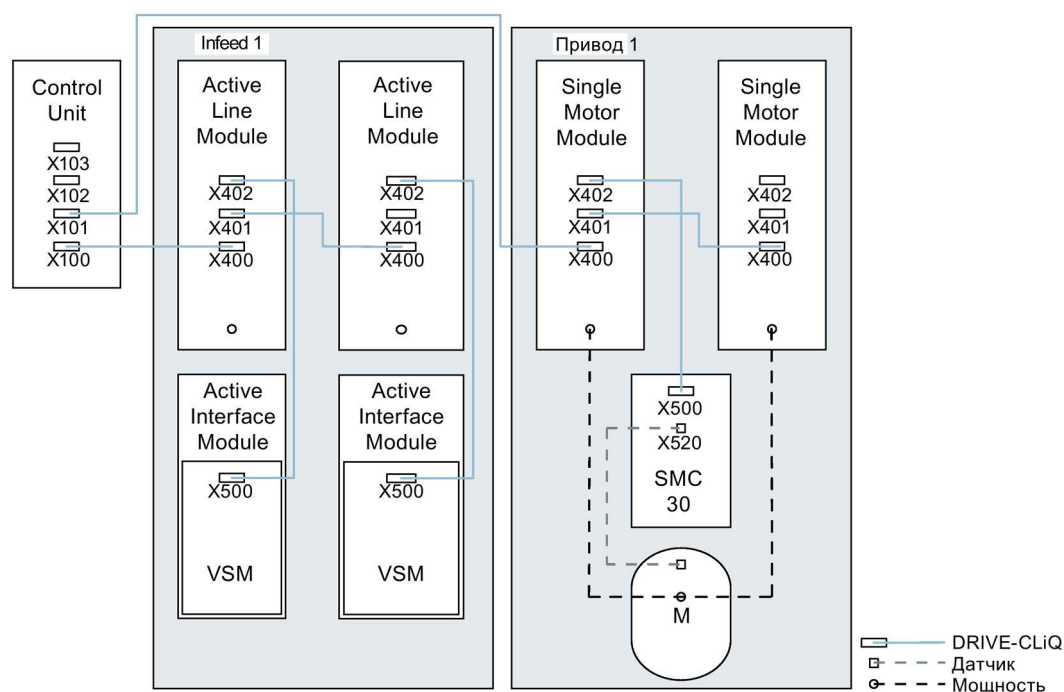 Infeed 1
Привод 1
Control
Unit
X103
X102
X101
X100
Active
Line
Module
X402
X401
X400
Active
Line
Module
X402
X401
X400
Single
Motor
Module
X402
X401
X400
Single
Motor
Module
X402
X401
X400
Active
Interface
Module
X500
VSM
Active
Interface
Module
X500
VSM
X500
X520
SMC
30
M
DRIVE-CLiQ
Датчик
Мощность